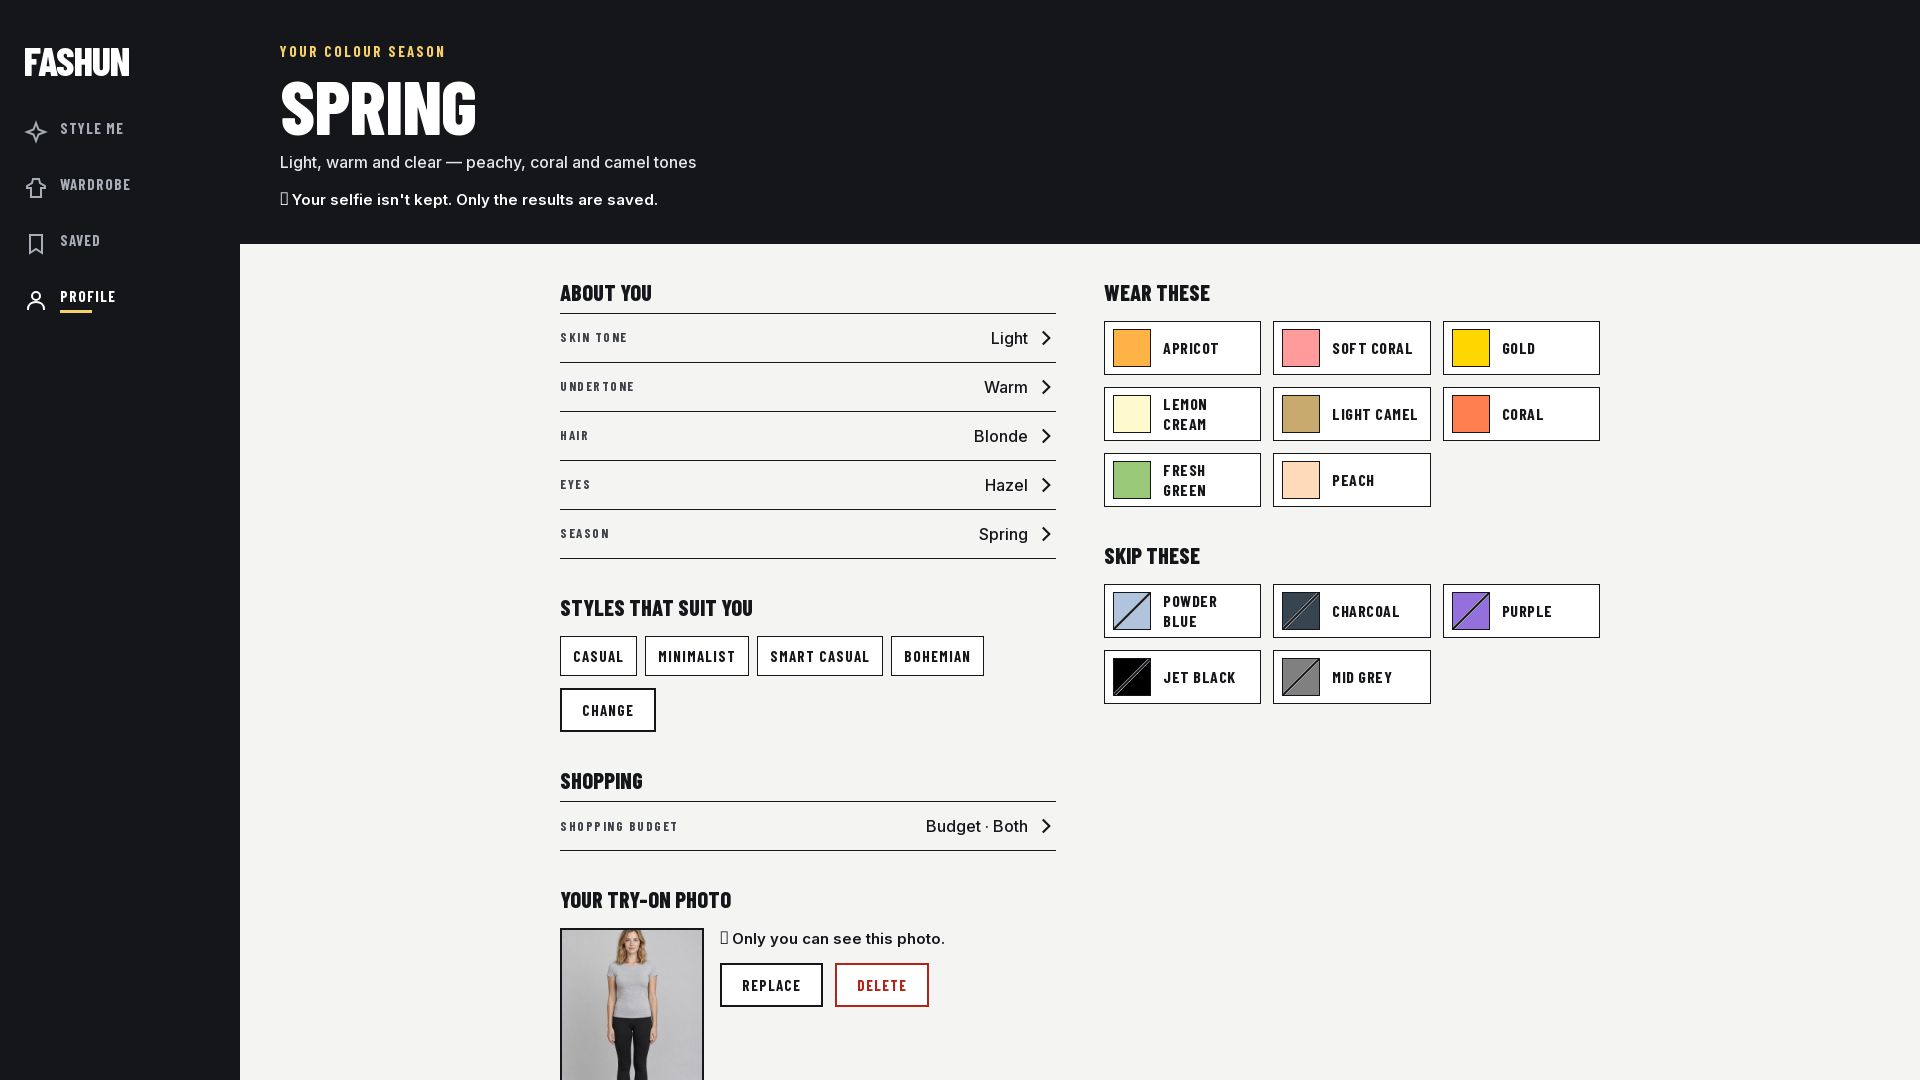 FASHUN
STYLE ME
WARDROBE
SAVED
PROFILE
YOUR COLOUR SEASON
SPRING
Light, warm and clear — peachy, coral and camel tones
Your selfie isn't kept. Only the results are saved.
ABOUT YOU
SKIN TONE Light
UNDERTONE Warm
HAIR Blonde
EYES Hazel
SEASON Spring
STYLES THAT SUIT YOU
CASUAL MINIMALIST SMART CASUAL BOHEMIAN
CHANGE
SHOPPING
SHOPPING BUDGET Budget · Both
YOUR TRY-ON PHOTO
Only you can see this photo.
REPLACE DELETE
WEAR THESE
APRICOT SOFT CORAL GOLD
LEMON CREAM LIGHT CAMEL CORAL
FRESH GREEN PEACH
SKIP THESE
POWDER BLUE CHARCOAL PURPLE
JET BLACK MID GREY